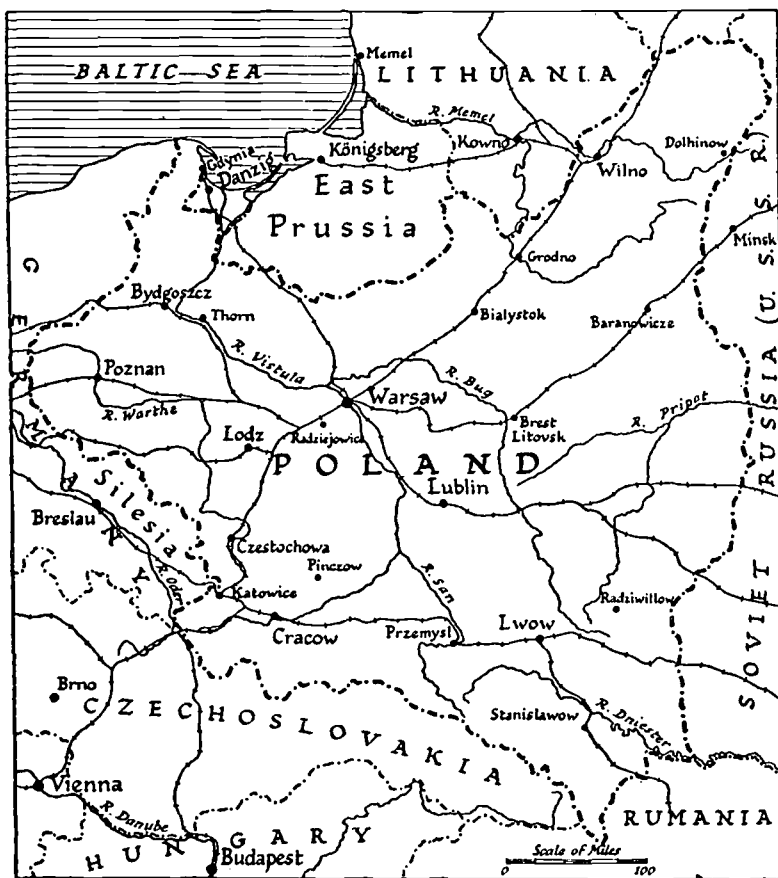 Memel
BALTIC SEA
LITHUANIA
R. Memel
Kowno
Dolhinow
Wilno
Gdynia
Danzig
Königsberg
East
Prussia
Minsk
Grodno
GERMANY
Bydgoszcz
Thorn
Bialystok
Baranowicze
SOVIET RUSSIA (U.S.S.R.)
Poznan
R. Vistula
R. Bug
Warsaw
R. Warthe
Brest
Litovsk
R. Pripet
Radziejowice
Lodz
POLAND
Silesia
Lublin
Breslau
Czestochowa
R. Oder
Pinczow
R. San
Katowice
Radziwillow
Cracow
Przemysl
Lwow
Brno
CZECHOSLOVAKIA
Stanislawow
R. Dniester
Vienna
R. Danube
RUMANIA
HUNGARY
Budapest
Scale of Miles
0 100